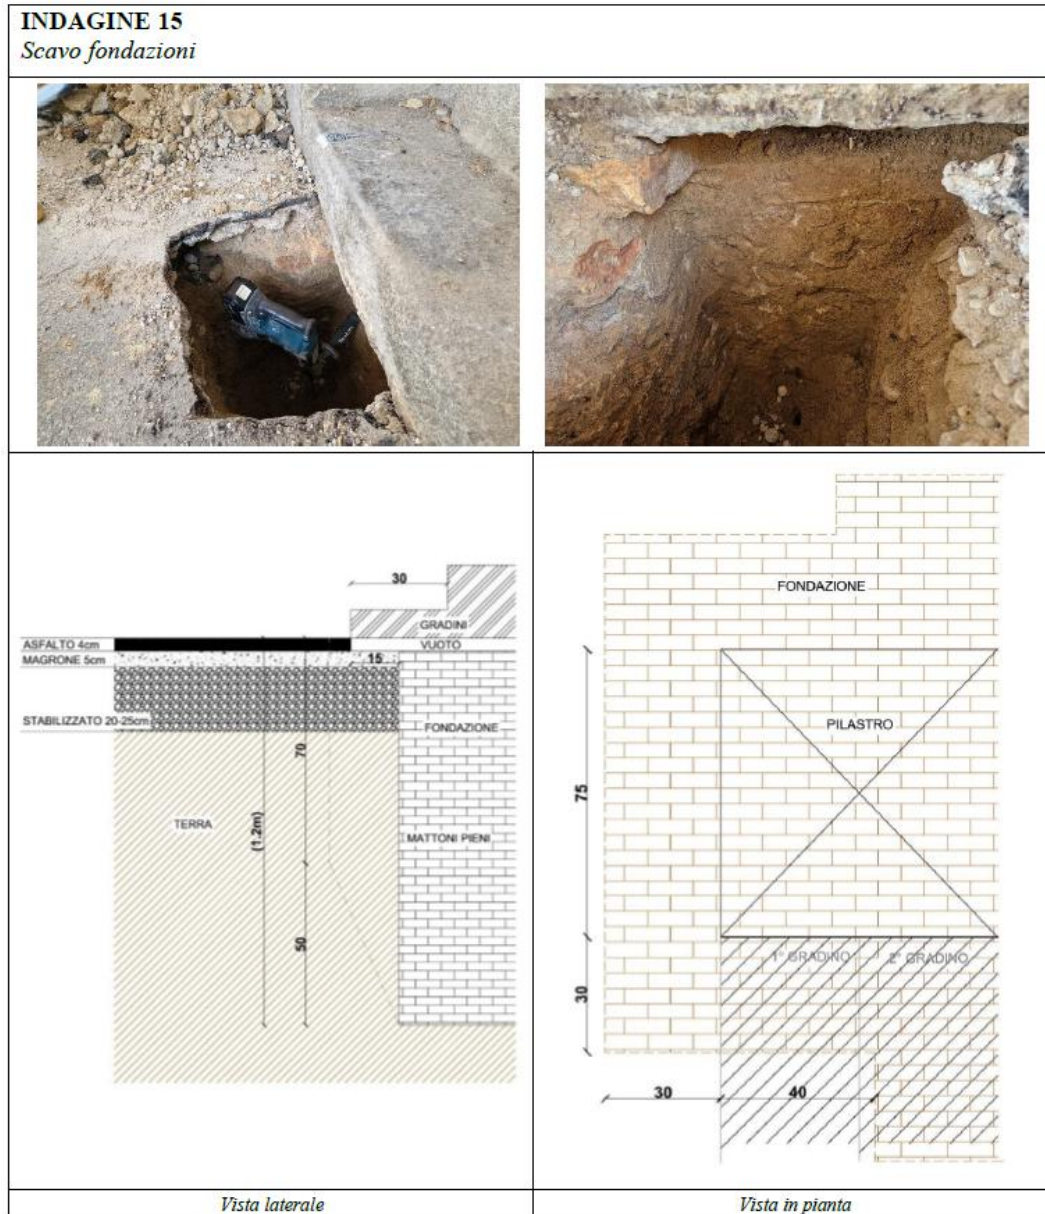 INDAGINE 15
Scavo fondazioni
30
GRADINI
ASFALTO 4cm
VUOTO
MAGRONE 5cm
15
STABILIZZATO 20-25cm
FONDAZIONE
70
TERRA
(1.2m)
MATTONI PIENI
50
FONDAZIONE
PILASTRO
75
1° GRADINO
2° GRADINO
30
30
40
Vista laterale
Vista in pianta